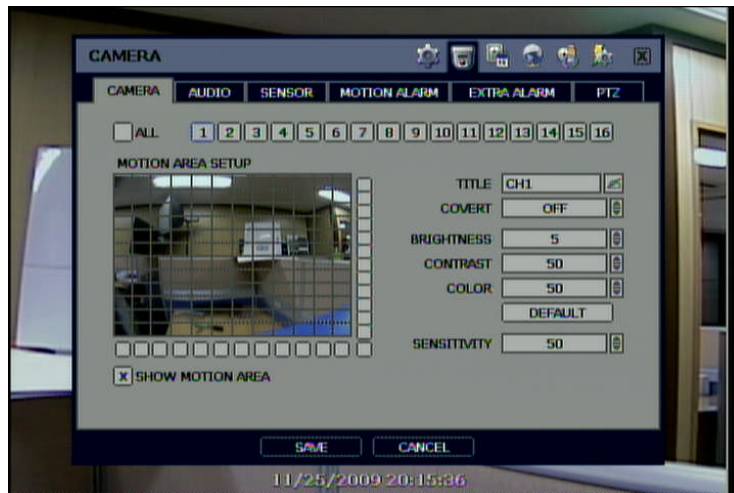 CAMERA
CAMERA AUDIO SENSOR MOTION ALARM EXTRA ALARM PTZ
ALL 1 2 3 4 5 6 7 8 9 10 11 12 13 14 15 16
MOTION AREA SETUP
TITLE CH1
COVERT OFF
BRIGHTNESS 5
CONTRAST 50
COLOR 50
DEFAULT
SENSITIVITY 50
X SHOW MOTION AREA
SAVE CANCEL
11/25/2009 20:15:36